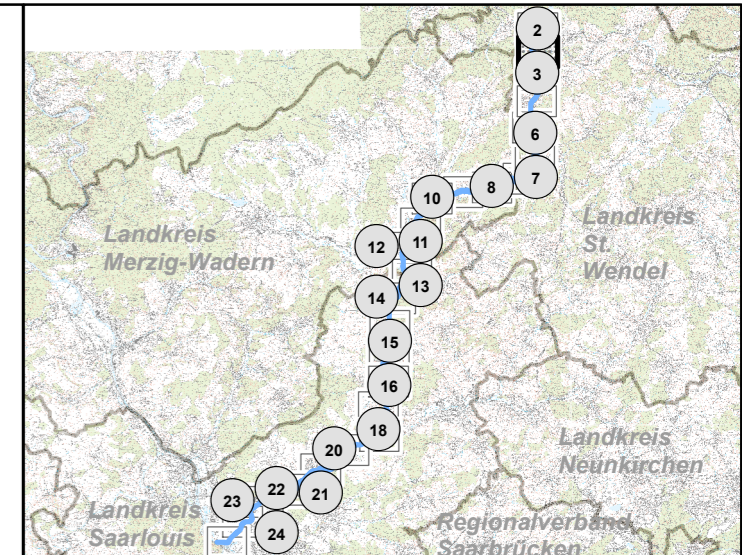 2
3
6
7
8
10
Landkreis
St.
Wendel
Landkreis
Merzig-Wadern
12
11
13
14
15
16
18
Landkreis
Neunkirchen
20
22
21
23
Landkreis
Saarlouis
24
Regionalverband
Saarbrücken